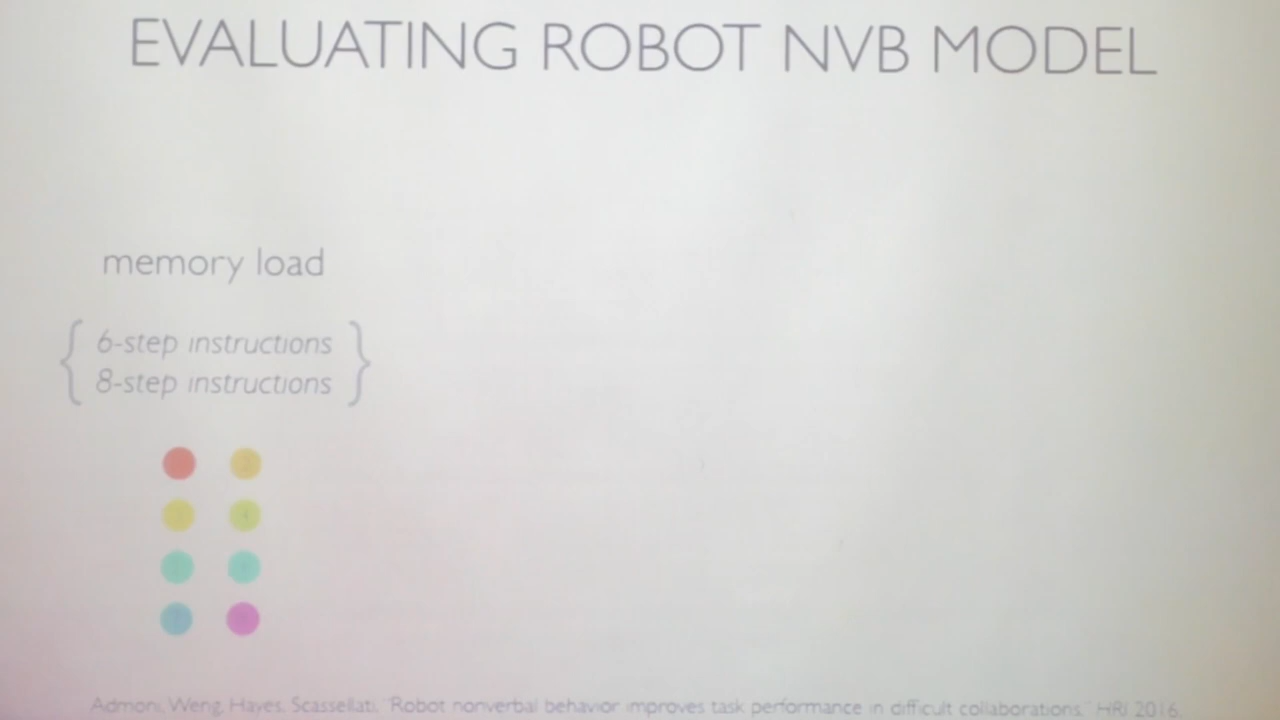 EVALUATING ROBOT NVB MODEL
memory load
6-step instructions
8-step instructions
Admoni, Weng, Hayes, Scassellati. "Robot nonverbal behavior improves task performance in difficult collaborations." HRI 2016.